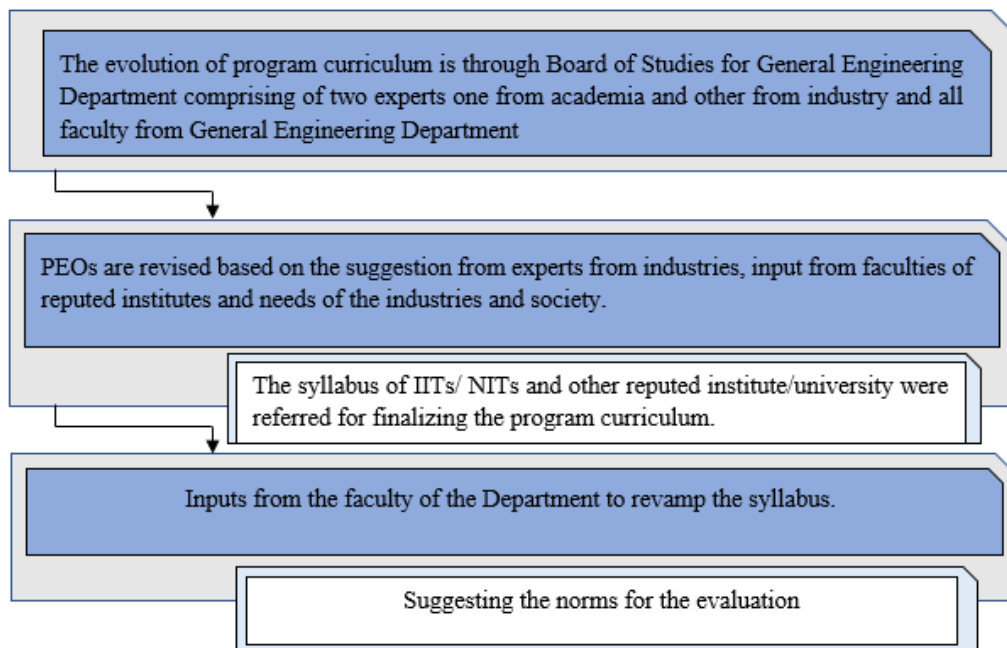 The evolution of program curriculum is through Board of Studies for General Engineering
Department comprising of two experts one from academia and other from industry and all
faculty from General Engineering Department
PEOs are revised based on the suggestion from experts from industries, input from faculties of
reputed institutes and needs of the industries and society.
The syllabus of IITs/ NITs and other reputed institute/university were
referred for finalizing the program curriculum.
Inputs from the faculty of the Department to revamp the syllabus.
Suggesting the norms for the evaluation